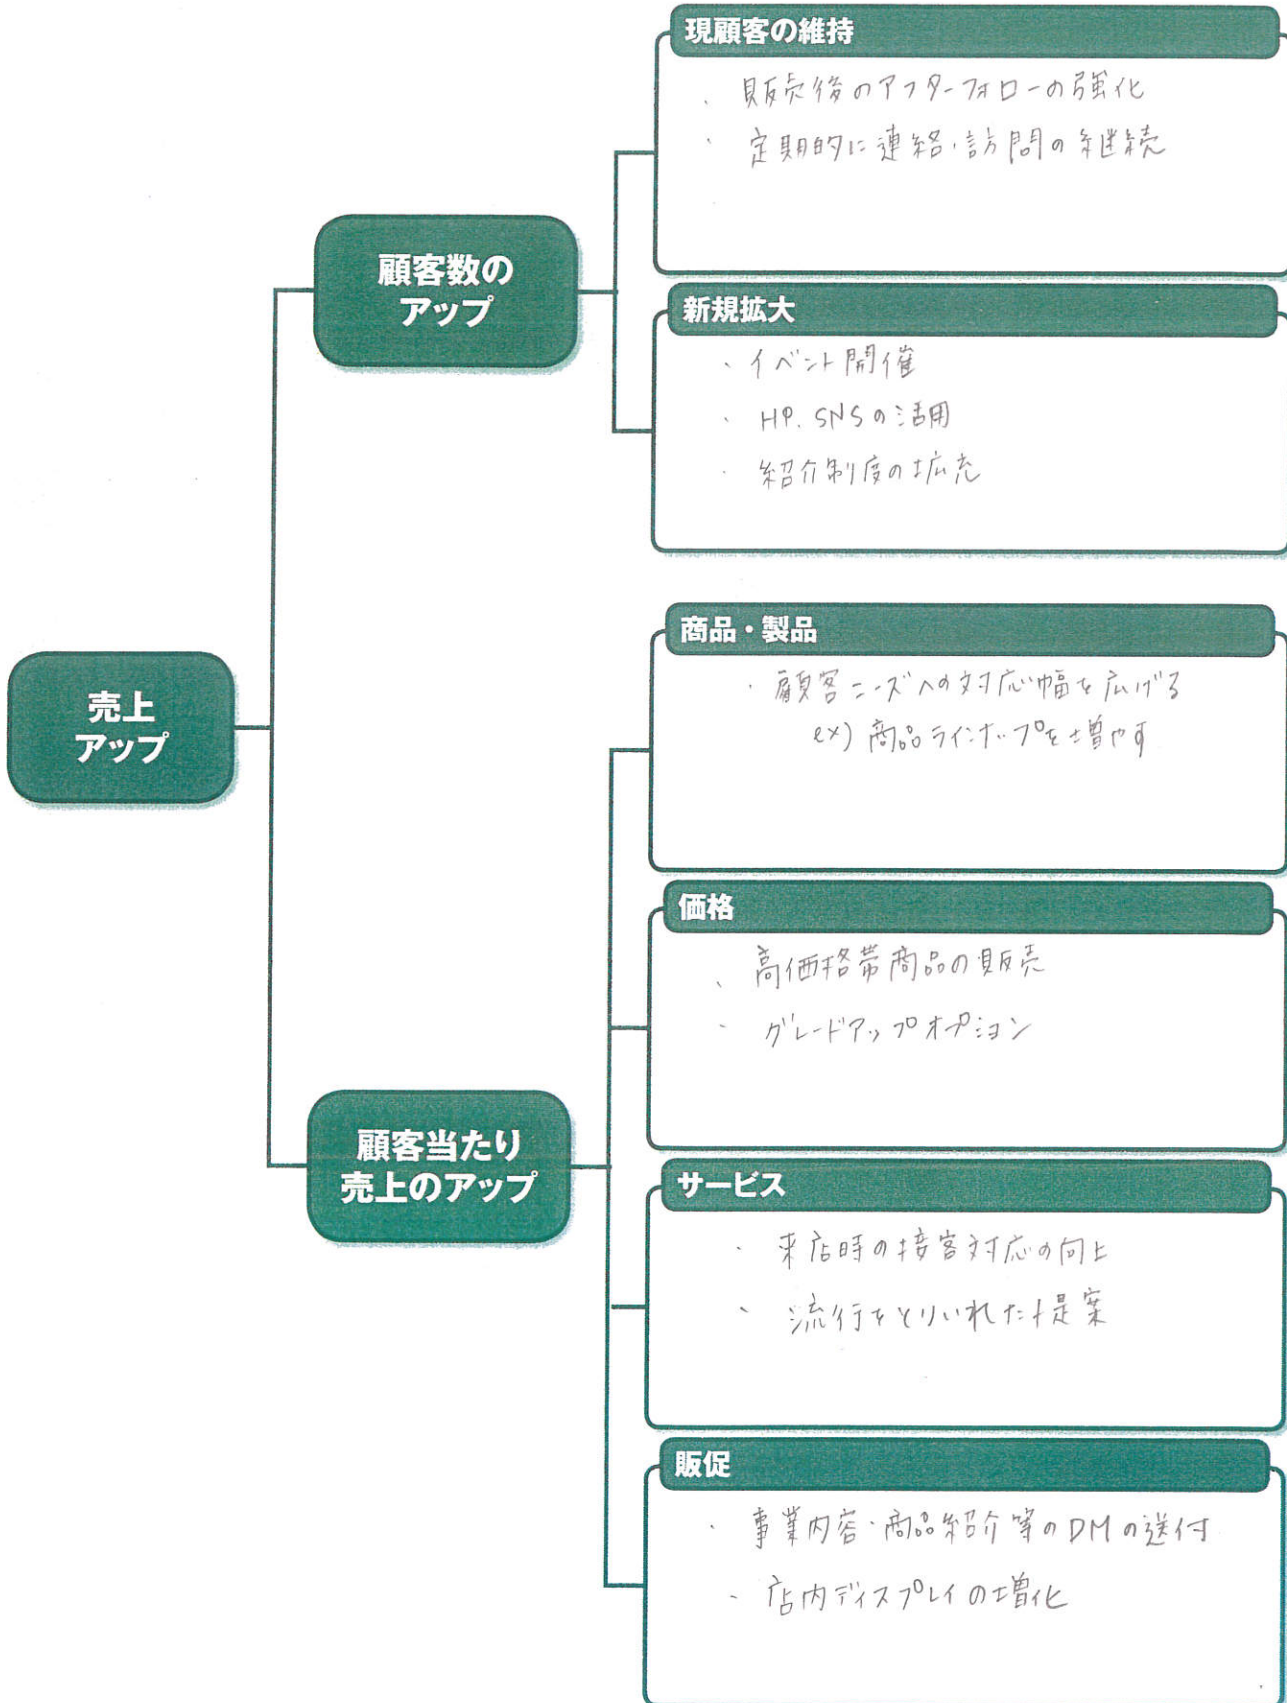 現顧客の維持
・ 販売後のアフターフォローの強化
・ 定期的に連絡・訪問の継続
顧客数の
アップ
新規拡大
・イベント開催
・ HP. SNSの活用
・ 紹介制度の拡充
売上
アップ
商品・製品
・ 顧客ニーズへの対応幅を広げる
ex) 商品ラインナップを増やす
価格
・ 高価格帯商品の販売
・ グレードアップオプション
顧客当たり
売上のアップ
サービス
・ 来店時の接客対応の向上
・ 流行をとりいれた提案
販促
・ 事業内容・商品紹介等のDMの送付
・ 店内ディスプレイの増化